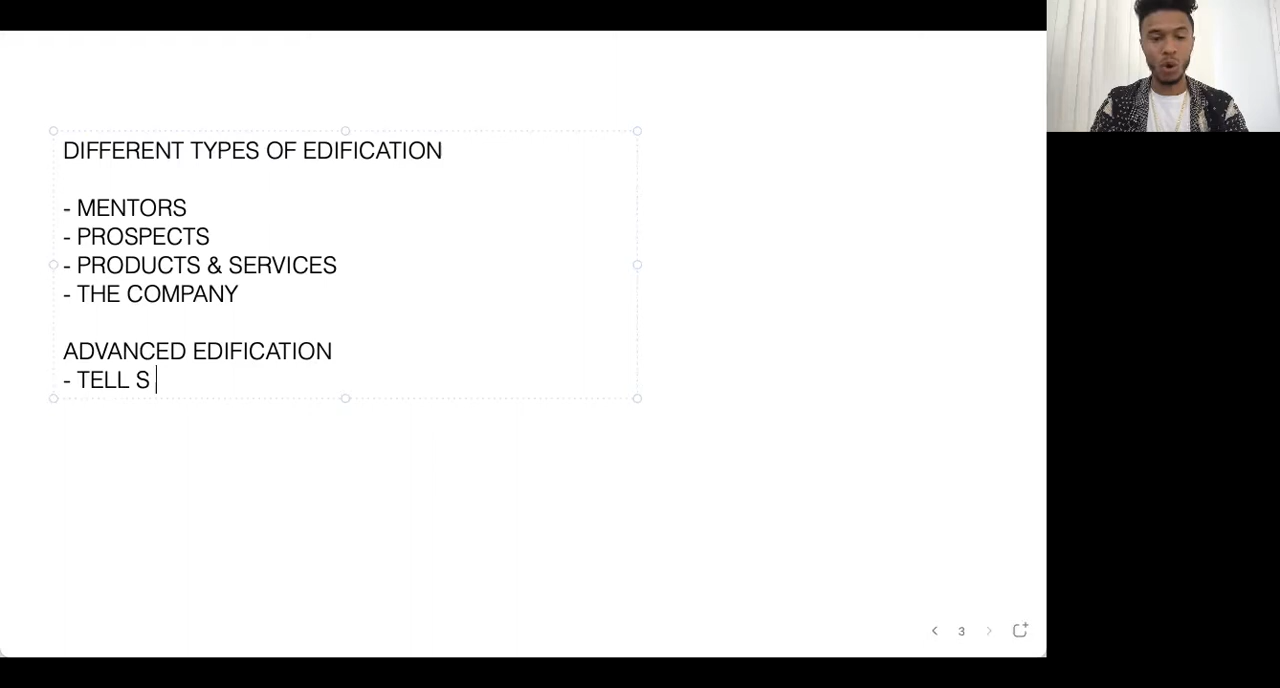 DIFFERENT TYPES OF EDIFICATION
- MENTORS
- PROSPECTS
- PRODUCTS & SERVICES
- THE COMPANY
ADVANCED EDIFICATION
- TELL S
3